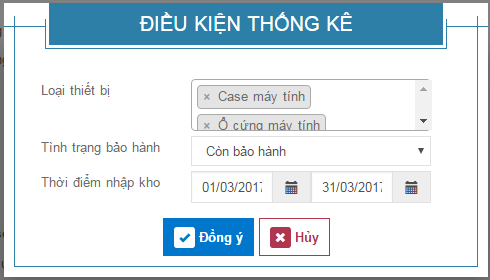 ĐIỀU KIỆN THỐNG KÊ
Loại thiết bị
× Case máy tính
× Ổ cứng máy tính
Tình trạng bảo hành
Còn bảo hành
Thời điểm nhập kho
01/03/2017
31/03/2017
Đồng ý
Hủy